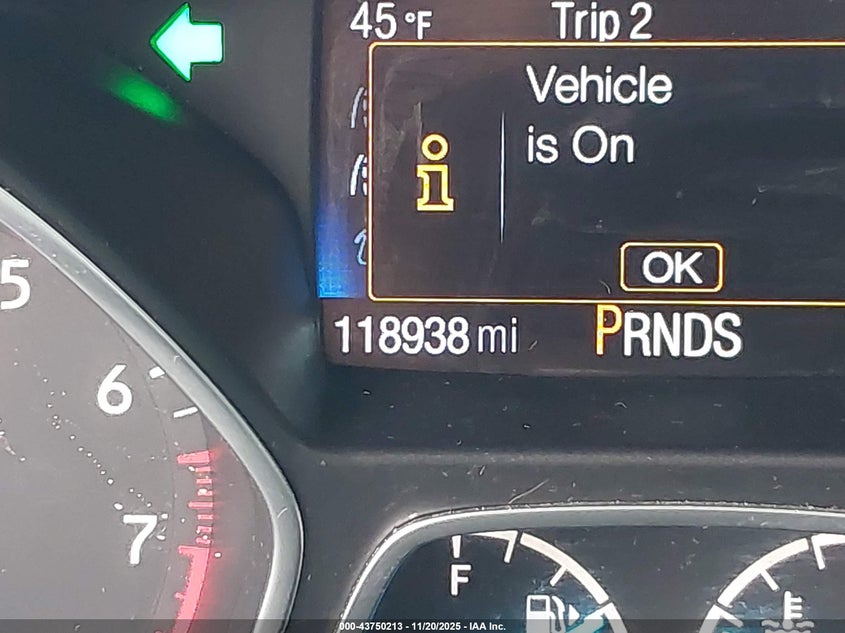 45°F Trip 2
Vehicle
is On
i
OK
118938 mi PRNDS
5
6
7
F
E
000-43750213 - 11/20/2025 - IAA Inc.